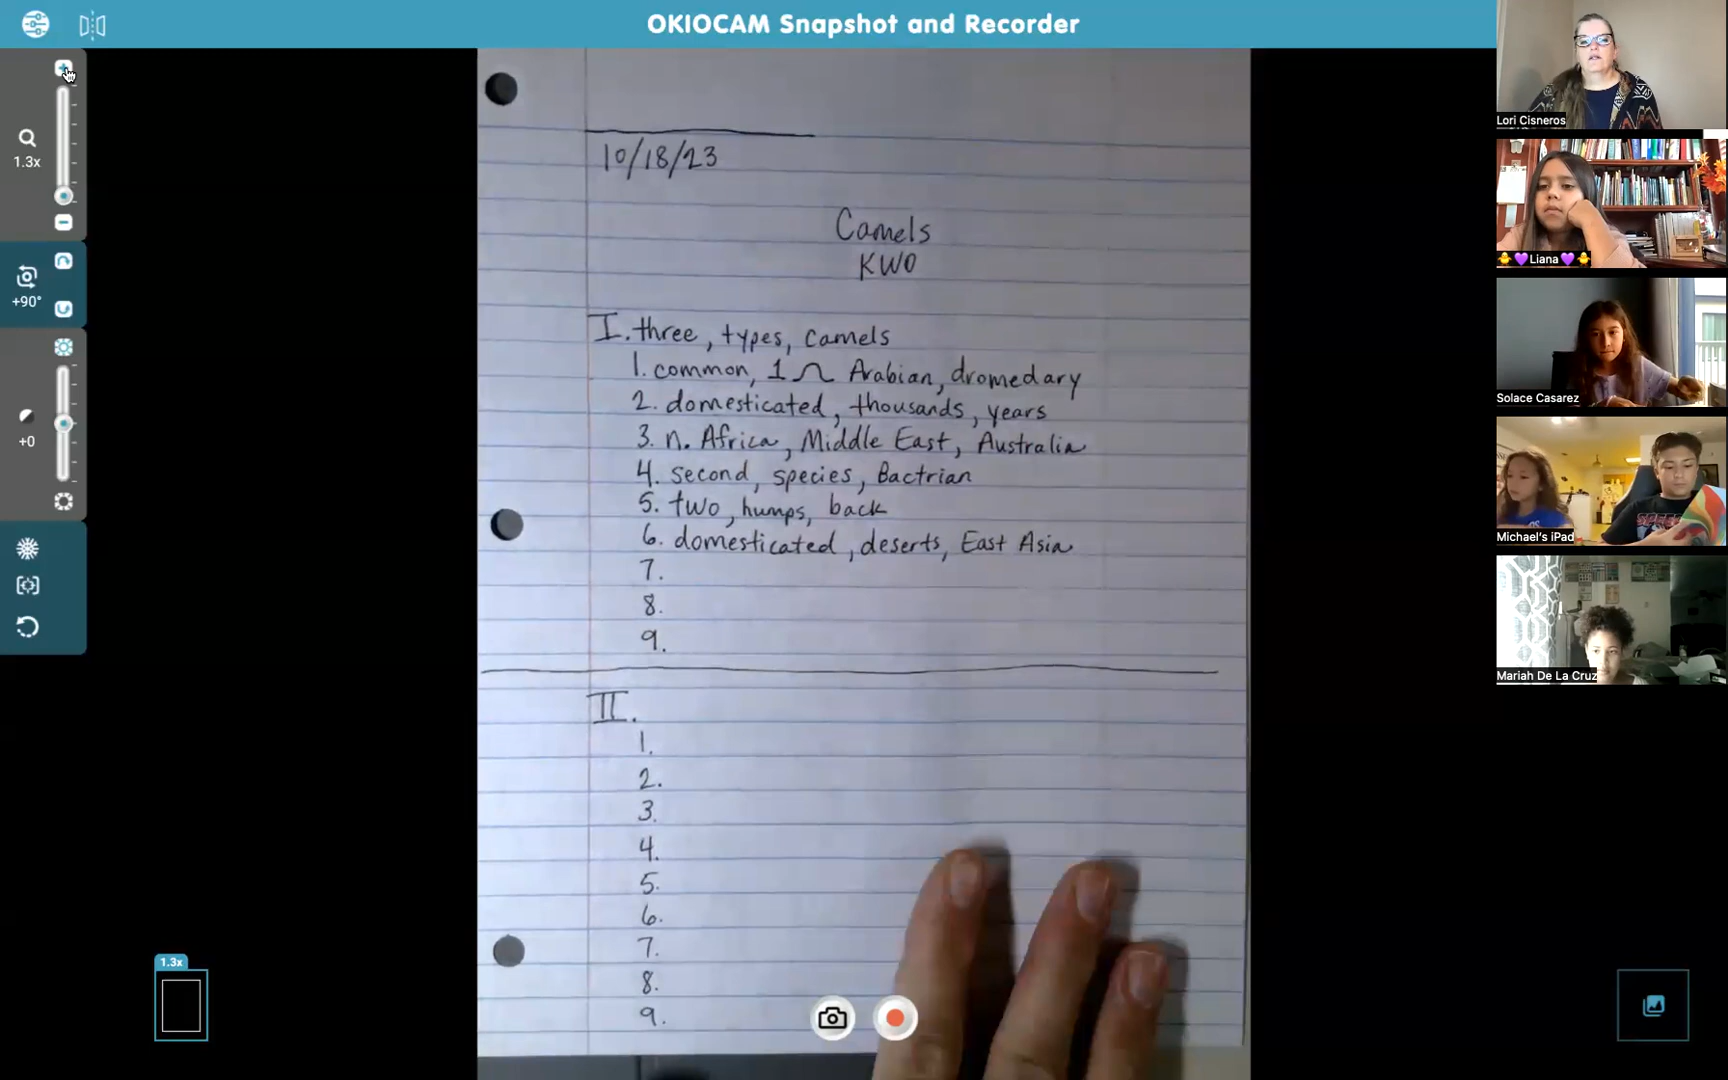 OKIOCAM Snapshot and Recorder
1.3x
+90°
+0
10/18/23
Camels
KWO
I. three, types, camels
1. common, 1 Arabian, dromedary
2. domesticated, thousands, years
3. n. Africa, Middle East, Australia
4. second, species, Bactrian
5. two, humps, back
6. domesticated, deserts, East Asia
7.
8.
9.
II.
1.
2.
3.
4.
5.
6.
7.
8.
9.
1.3x
Lori Cisneros
Liana
Solace Casarez
Michael's iPad
Mariah De La Cruz